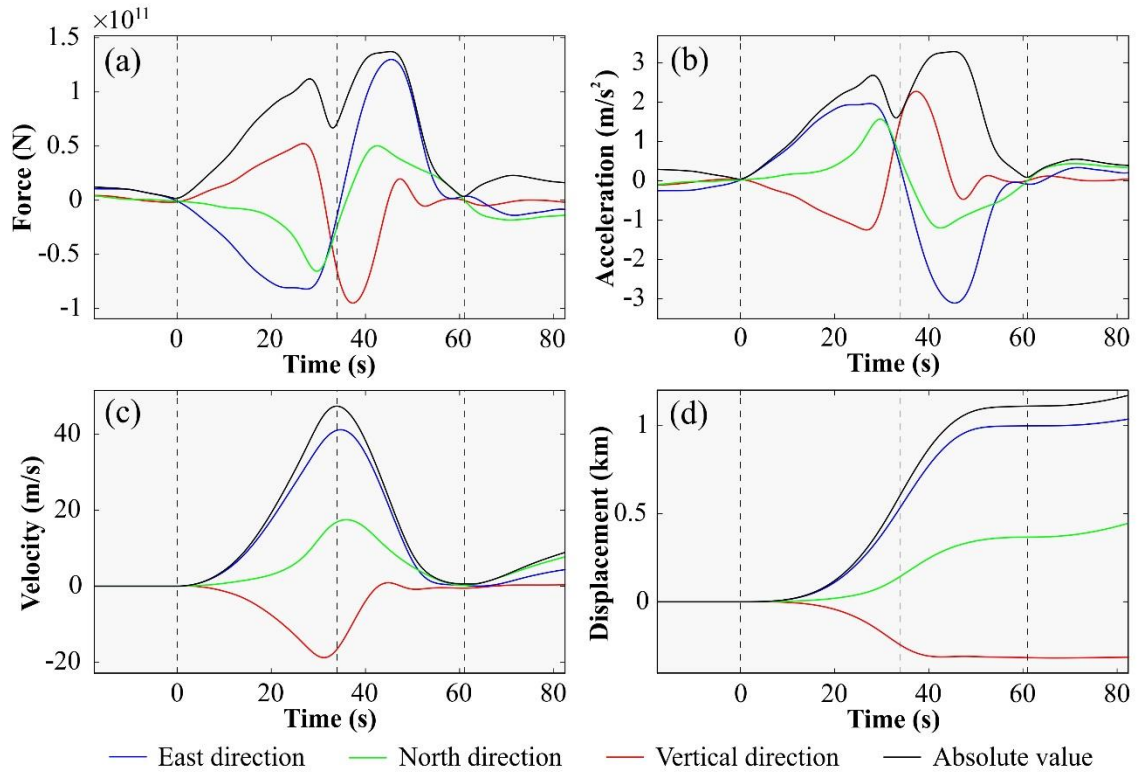 ×10¹¹
(a)
1.5
1
0.5
0
-0.5
-1
Force (N)
0 20 40 60 80
Time (s)
(b)
3
2
1
0
-1
-2
-3
Acceleration (m/s²)
0 20 40 60 80
Time (s)
(c)
40
20
0
-20
Velocity (m/s)
0 20 40 60 80
Time (s)
(d)
1
0.5
0
Displacement (km)
0 20 40 60 80
Time (s)
East direction North direction Vertical direction Absolute value